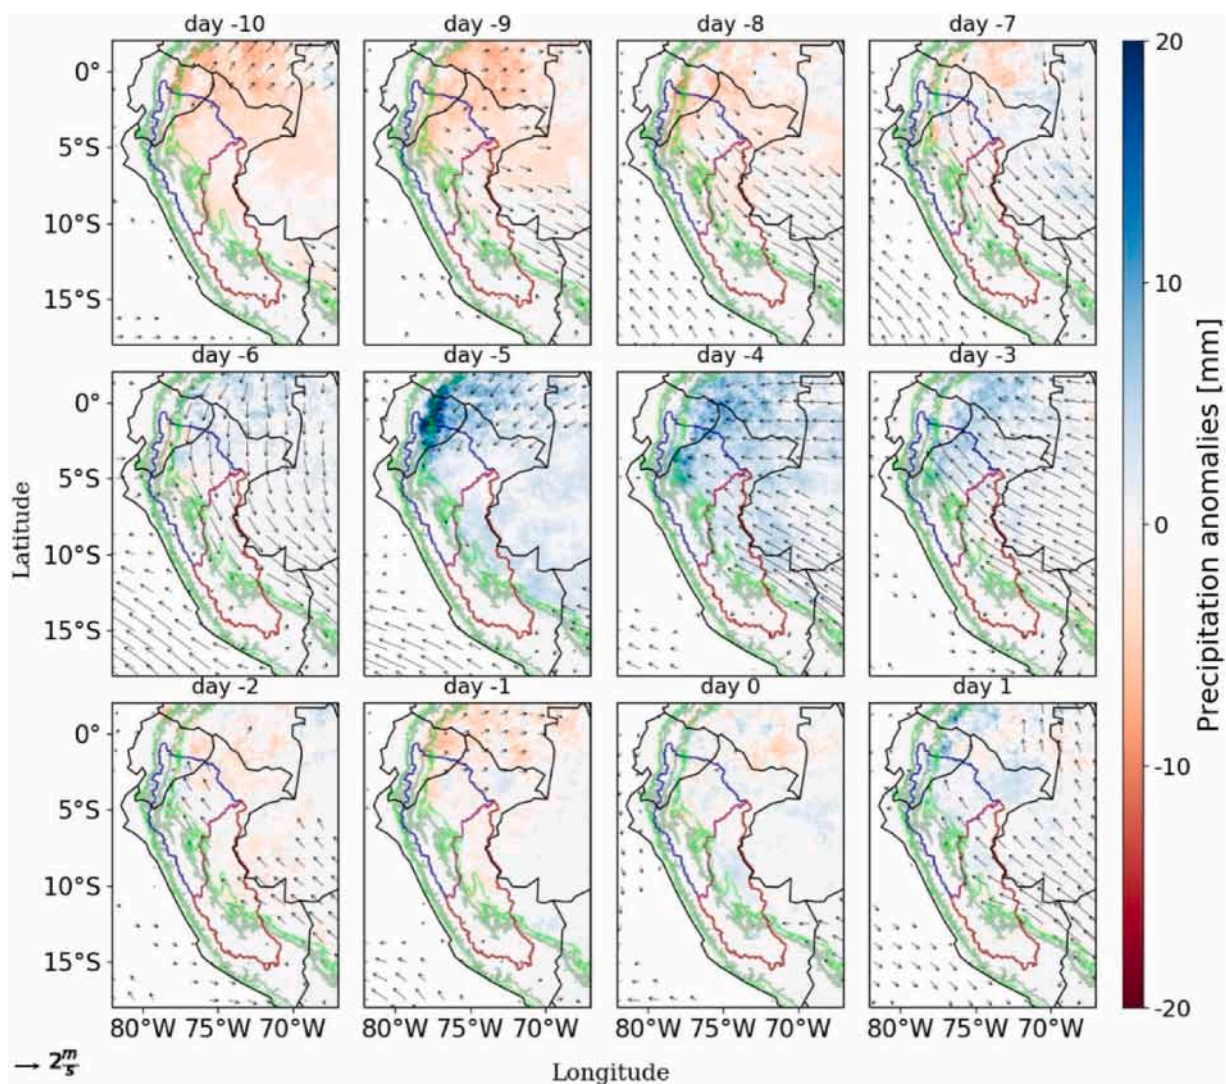 day -10 day -9 day -8 day -7
0°
5°S
10°S
15°S
day -6 day -5 day -4 day -3
0°
5°S
10°S
15°S
day -2 day -1 day 0 day 1
0°
5°S
10°S
15°S
80°W 75°W 70°W 80°W 75°W 70°W 80°W 75°W 70°W 80°W 75°W 70°W
Latitude
Longitude
2 m/s
20
10
0
-10
-20
Precipitation anomalies [mm]